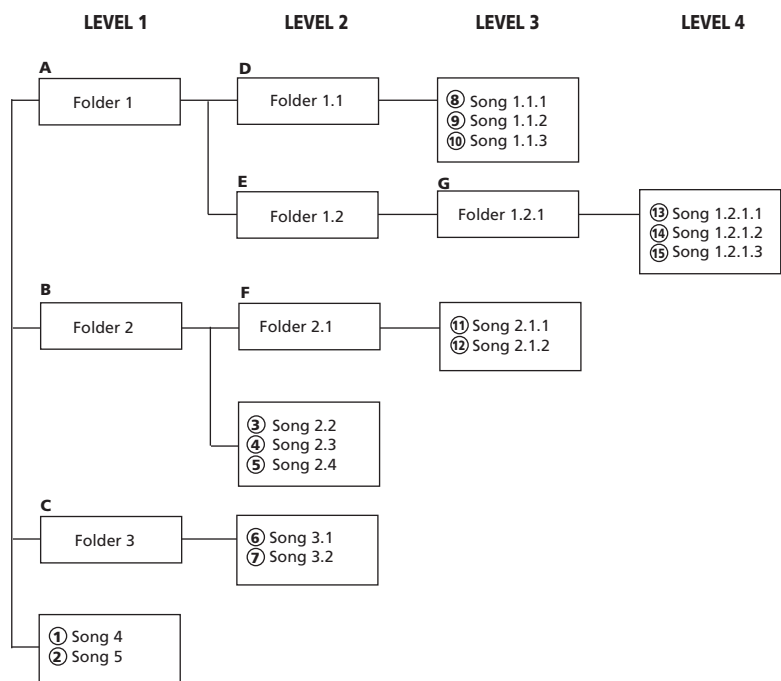 LEVEL 1 LEVEL 2 LEVEL 3 LEVEL 4
A
Folder 1
D
Folder 1.1
⑧ Song 1.1.1
⑨ Song 1.1.2
⑩ Song 1.1.3
E
Folder 1.2
G
Folder 1.2.1
⑬ Song 1.2.1.1
⑭ Song 1.2.1.2
⑮ Song 1.2.1.3
B
Folder 2
F
Folder 2.1
⑪ Song 2.1.1
⑫ Song 2.1.2
③ Song 2.2
④ Song 2.3
⑤ Song 2.4
C
Folder 3
⑥ Song 3.1
⑦ Song 3.2
① Song 4
② Song 5